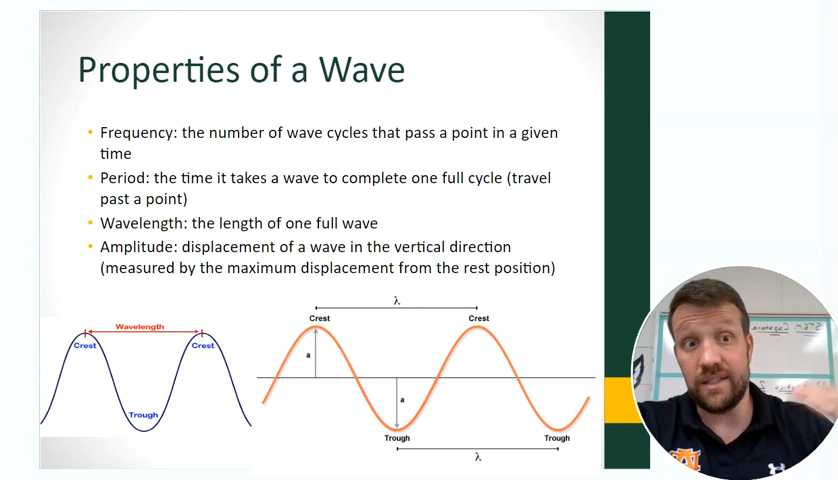 Properties of a Wave
• Frequency: the number of wave cycles that pass a point in a given
time
• Period: the time it takes a wave to complete one full cycle (travel
past a point)
• Wavelength: the length of one full wave
• Amplitude: displacement of a wave in the vertical direction
(measured by the maximum displacement from the rest position)
Wavelength
Crest
Crest
Trough
λ
Crest
Crest
a
a
Trough
Trough
λ
STEM Capstone